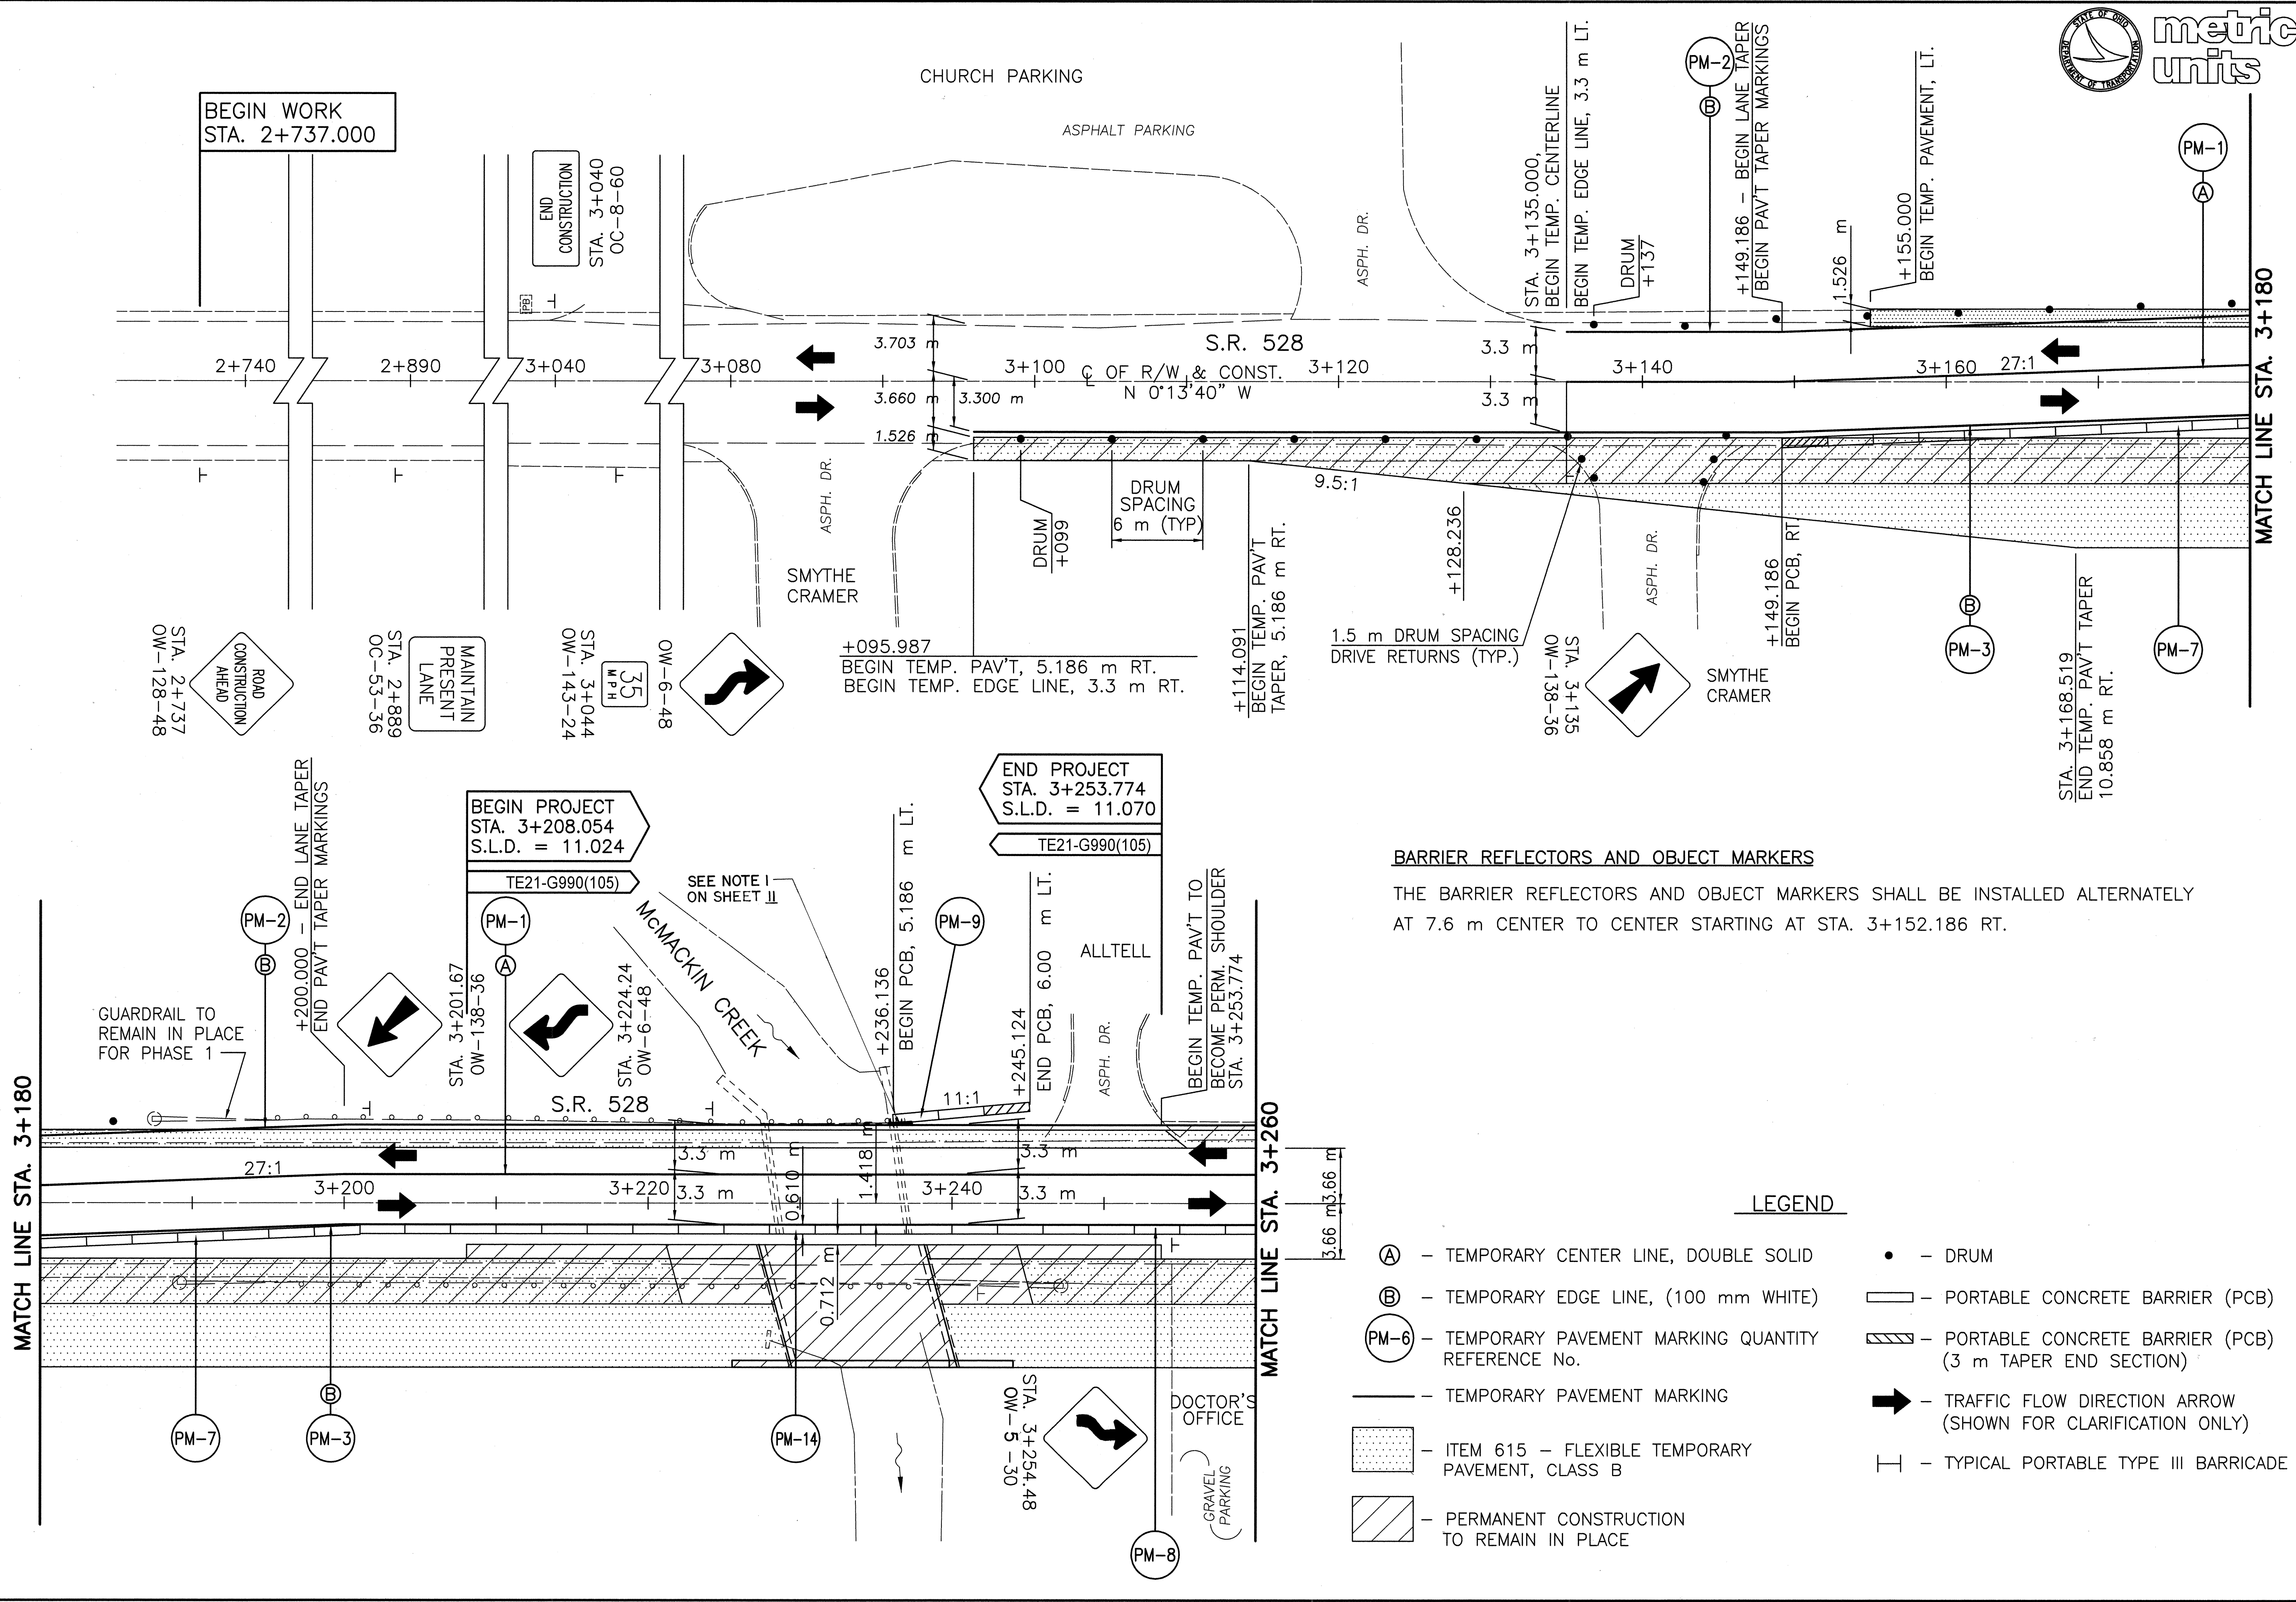 STATE OF OHIO
DEPARTMENT OF TRANSPORTATION
metric
units
BEGIN WORK
STA. 2+737.000
END
CONSTRUCTION
STA. 3+040
OC-8-60
CHURCH PARKING
ASPHALT PARKING
ASPH. DR.
STA. 3+135.000,
BEGIN TEMP. CENTERLINE
BEGIN TEMP. EDGE LINE, 3.3 m LT.
DRUM
+137
PM-2
B
+149.186 - BEGIN LANE TAPER
BEGIN PAV'T TAPER MARKINGS
1.526 m
+155.000
BEGIN TEMP. PAVEMENT, LT.
PM-1
A
PB
2+740
2+890
3+040
3+080
3.703 m
3.660 m
3.300 m
1.526 m
3+100
S.R. 528
℄ OF R/W & CONST.
N 0°13'40" W
3+120
3.3 m
3.3 m
3+140
3+160
27:1
MATCH LINE STA. 3+180
ASPH. DR.
SMYTHE
CRAMER
DRUM
+099
DRUM
SPACING
6 m (TYP)
9.5:1
+114.091
BEGIN TEMP. PAV'T
TAPER, 5.186 m RT.
+128.236
1.5 m DRUM SPACING
DRIVE RETURNS (TYP.)
ASPH. DR.
+149.186
BEGIN PCB, RT.
B
PM-3
PM-7
STA. 3+168.519
END TEMP. PAV'T TAPER
10.858 m RT.
STA. 2+737
OW-128-48
ROAD
CONSTRUCTION
AHEAD
STA. 2+889
OC-53-36
MAINTAIN
PRESENT
LANE
STA. 3+044
OW-143-24
35
MPH
OW-6-48
+095.987
BEGIN TEMP. PAV'T, 5.186 m RT.
BEGIN TEMP. EDGE LINE, 3.3 m RT.
STA. 3+135
OW-138-36
SMYTHE
CRAMER
MATCH LINE STA. 3+180
GUARDRAIL TO
REMAIN IN PLACE
FOR PHASE 1
PM-2
B
+200.000 - END LANE TAPER
END PAV'T TAPER MARKINGS
BEGIN PROJECT
STA. 3+208.054
S.L.D. = 11.024
TE21-G990(105)
STA. 3+201.67
OW-138-36
PM-1
A
STA. 3+224.24
OW-6-48
SEE NOTE 1
ON SHEET 11
McMACKIN CREEK
+236.136
BEGIN PCB, 5.186 m LT.
PM-9
END PROJECT
STA. 3+253.774
S.L.D. = 11.070
TE21-G990(105)
+245.124
END PCB, 6.00 m LT.
ALLTELL
ASPH. DR.
BEGIN TEMP. PAV'T TO
BECOME PERM. SHOULDER
STA. 3+253.774
S.R. 528
11:1
27:1
3+200
3+220
3.3 m
3.3 m
0.610 m
1.418 m
3+240
3.3 m
3.3 m
0.712 m
3.66 m
3.66 m
MATCH LINE STA. 3+260
PM-7
B
PM-3
PM-14
STA. 3+254.48
OW-5-30
DOCTOR'S
OFFICE
GRAVEL
PARKING
PM-8
BARRIER REFLECTORS AND OBJECT MARKERS
THE BARRIER REFLECTORS AND OBJECT MARKERS SHALL BE INSTALLED ALTERNATELY
AT 7.6 m CENTER TO CENTER STARTING AT STA. 3+152.186 RT.
LEGEND
A - TEMPORARY CENTER LINE, DOUBLE SOLID
B - TEMPORARY EDGE LINE, (100 mm WHITE)
PM-6 - TEMPORARY PAVEMENT MARKING QUANTITY
REFERENCE No.
- TEMPORARY PAVEMENT MARKING
- ITEM 615 - FLEXIBLE TEMPORARY
PAVEMENT, CLASS B
- PERMANENT CONSTRUCTION
TO REMAIN IN PLACE
- DRUM
- PORTABLE CONCRETE BARRIER (PCB)
- PORTABLE CONCRETE BARRIER (PCB)
(3 m TAPER END SECTION)
- TRAFFIC FLOW DIRECTION ARROW
(SHOWN FOR CLARIFICATION ONLY)
- TYPICAL PORTABLE TYPE III BARRICADE